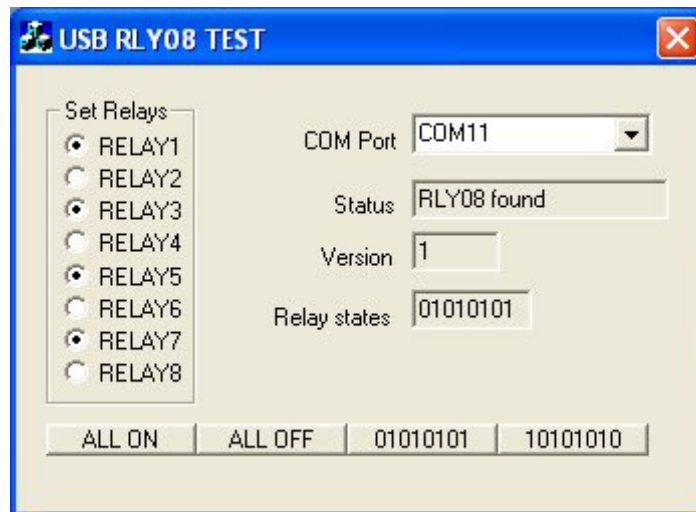 USB RLY08 TEST
Set Relays
RELAY1
RELAY2
RELAY3
RELAY4
RELAY5
RELAY6
RELAY7
RELAY8
COM Port COM11
Status RLY08 found
Version 1
Relay states 01010101
ALL ON ALL OFF 01010101 10101010